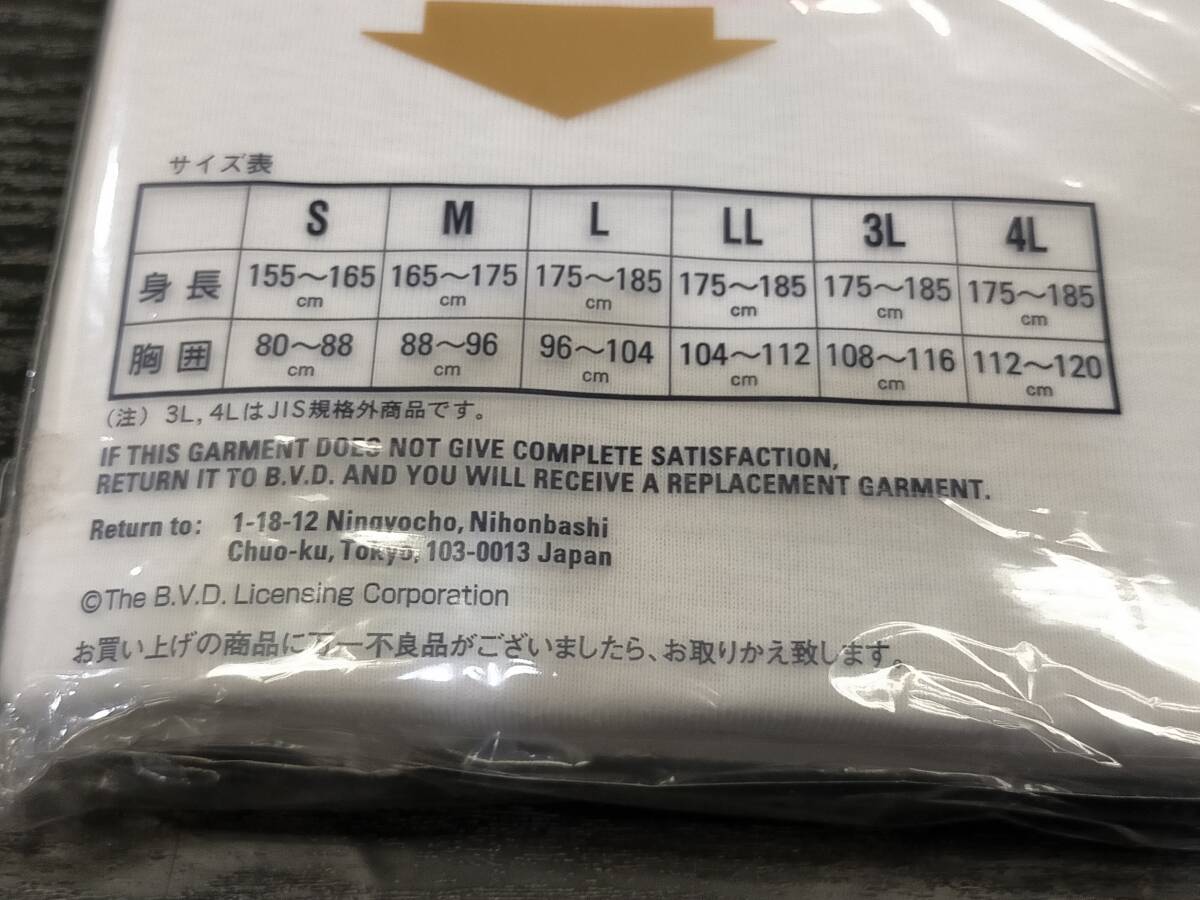 サイズ表
S M L LL 3L 4L
身長 155〜165 cm 165〜175 cm 175〜185 cm 175〜185 cm 175〜185 cm 175〜185 cm
胸囲 80〜88 cm 88〜96 cm 96〜104 cm 104〜112 cm 108〜116 cm 112〜120 cm
(注) 3L, 4LはJIS規格外商品です。
IF THIS GARMENT DOES NOT GIVE COMPLETE SATISFACTION,
RETURN IT TO B.V.D. AND YOU WILL RECEIVE A REPLACEMENT GARMENT.
Return to: 1-18-12 Ningyocho, Nihonbashi
Chuo-ku, Tokyo, 103-0013 Japan
©The B.V.D. Licensing Corporation
お買い上げの商品に万一不良品がございましたら、お取りかえ致します。